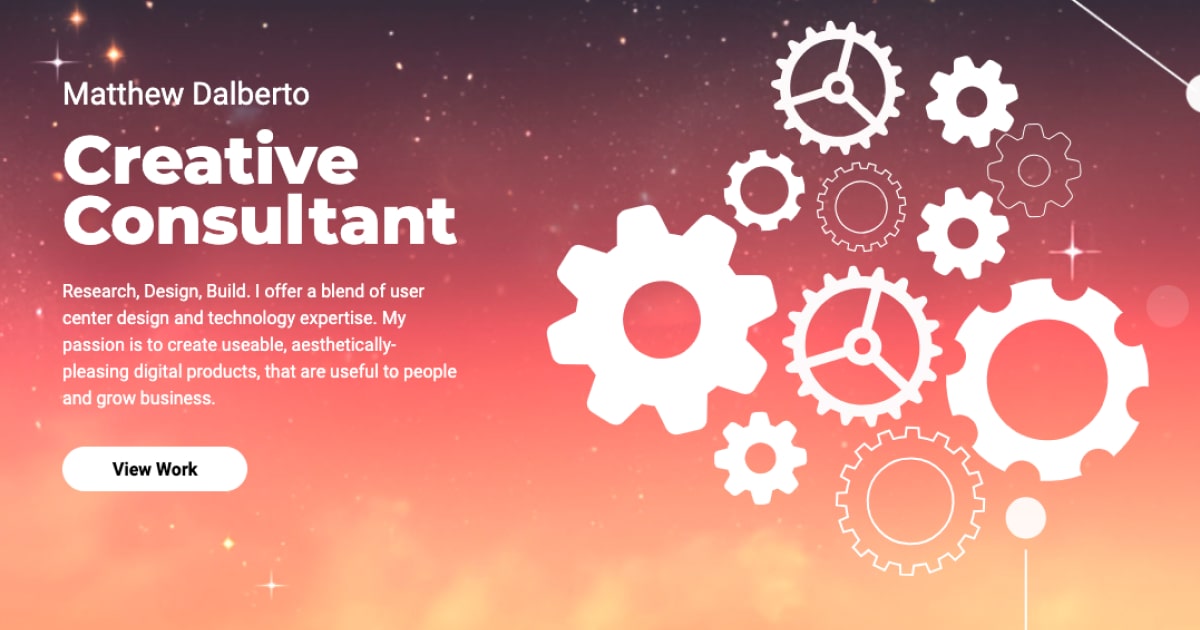 Matthew Dalberto
Creative
Consultant
Research, Design, Build. I offer a blend of user
center design and technology expertise. My
passion is to create useable, aesthetically-
pleasing digital products, that are useful to people
and grow business.
View Work